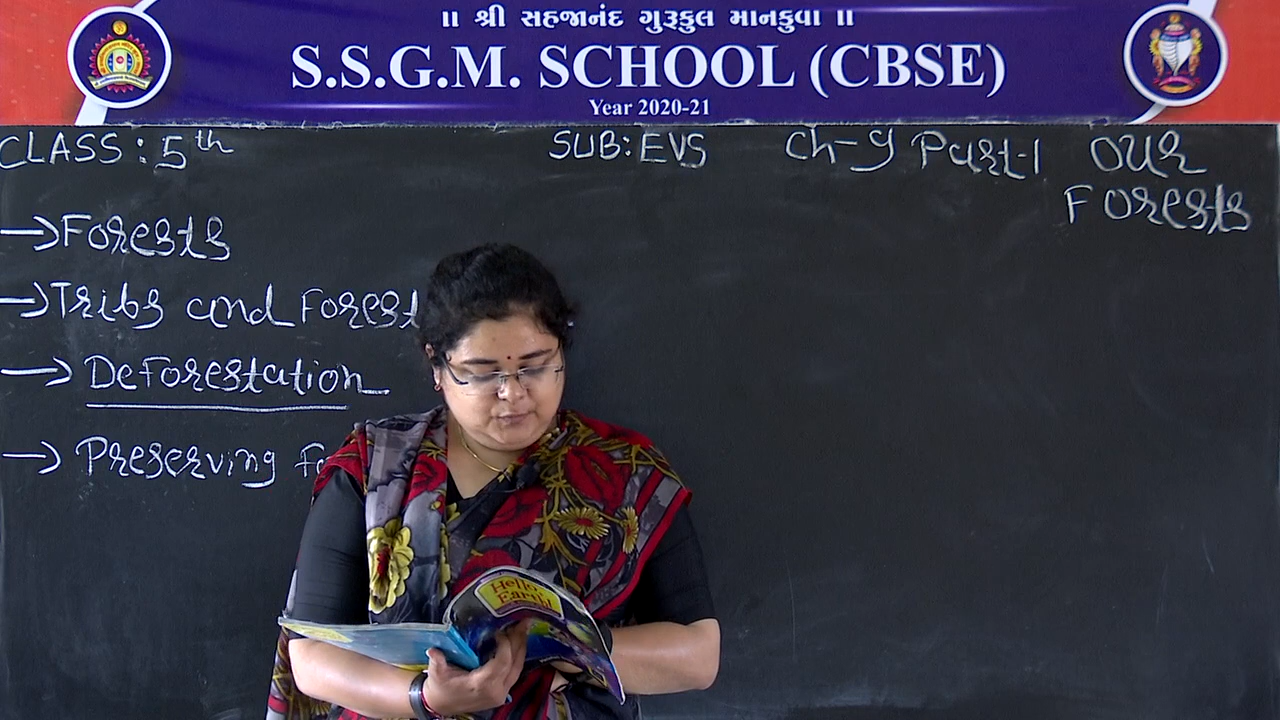 ॥ શ્રી સહજાનંદ ગુરૂકુલ માનકુવા ॥
S.S.G.M. SCHOOL (CBSE)
Year 2020-21
CLASS : 5th SUB: EVS Ch-9 Part-1 Our
Forests
→ Forests
→ Tribs and Forest
→ Deforestation
→ Preserving Fo
Hello
Earth!